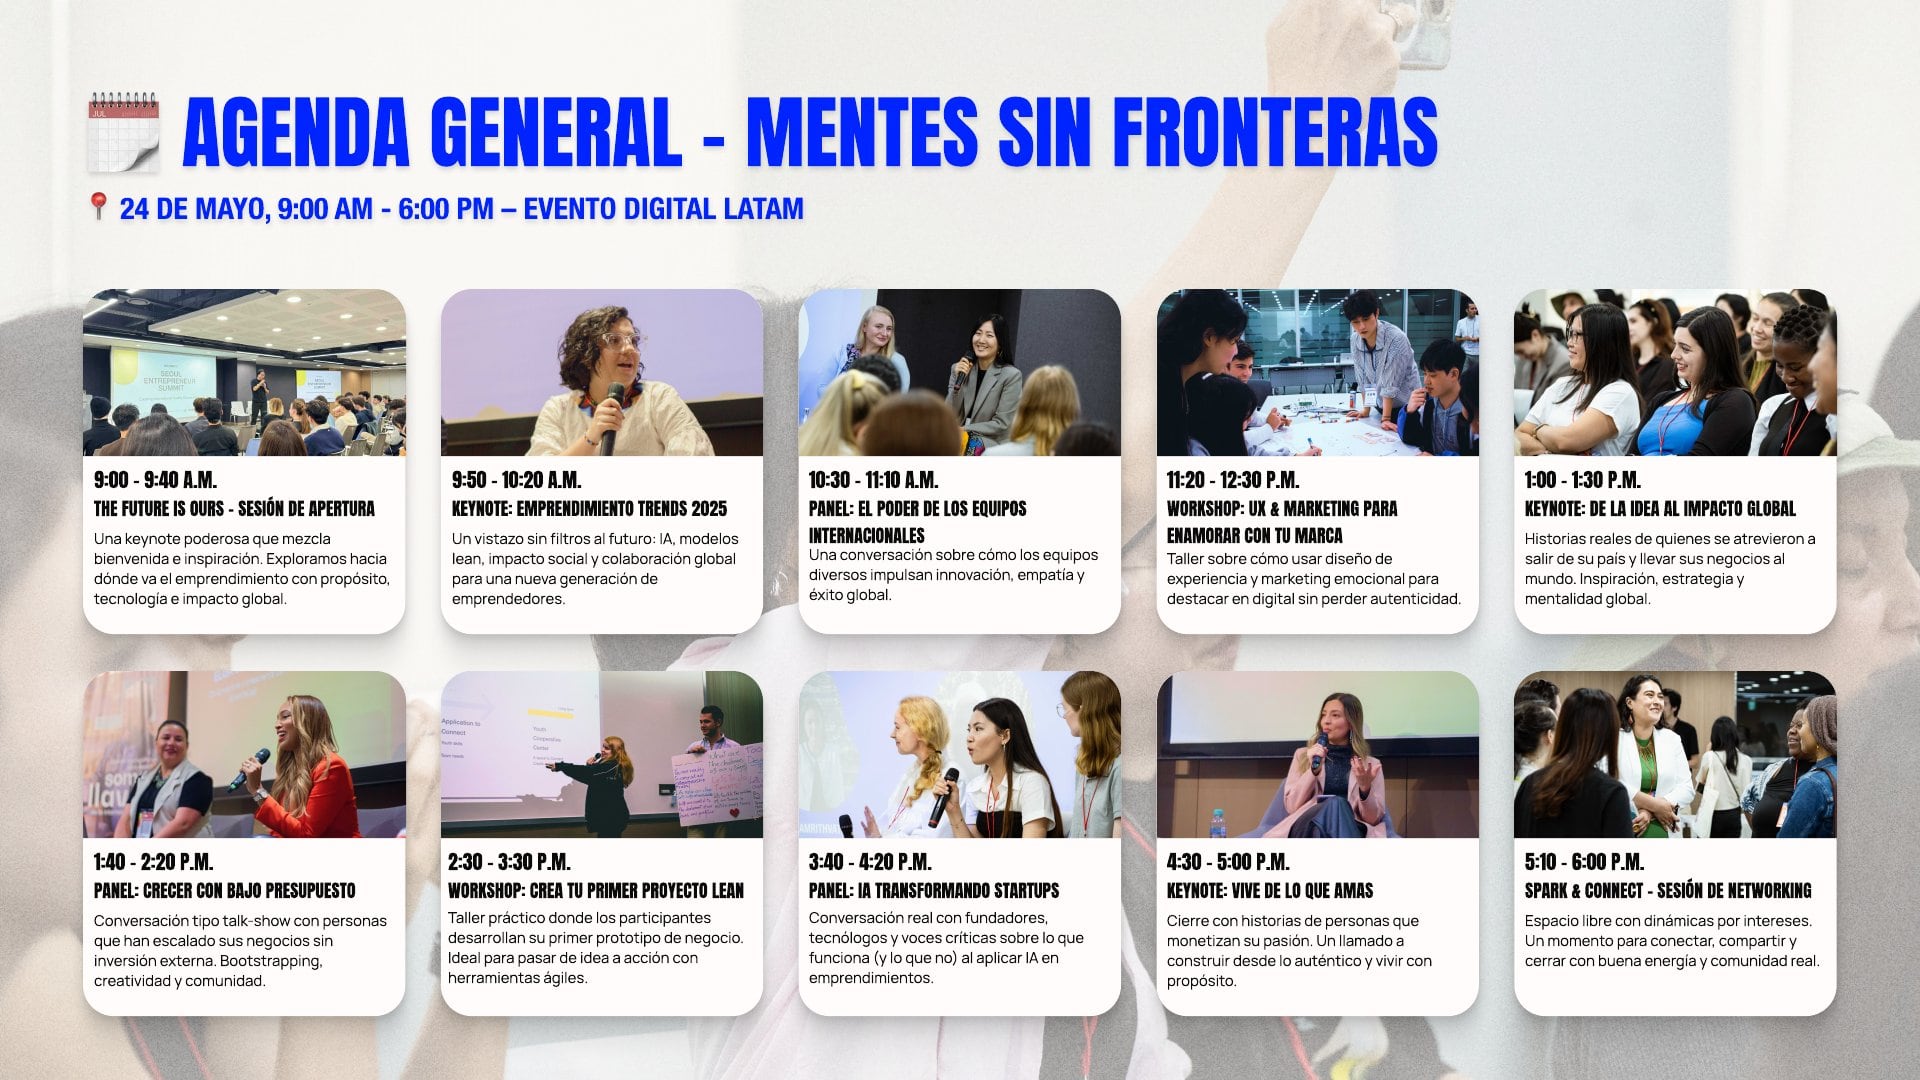 JUL
AGENDA GENERAL - MENTES SIN FRONTERAS
24 DE MAYO, 9:00 AM - 6:00 PM – EVENTO DIGITAL LATAM
SEOUL
ENTREPRENEUR
SUMMIT
9:00 - 9:40 A.M.
THE FUTURE IS OURS - SESIÓN DE APERTURA
Una keynote poderosa que mezcla
bienvenida e inspiración. Exploramos hacia
dónde va el emprendimiento con propósito,
tecnología e impacto global.
9:50 - 10:20 A.M.
KEYNOTE: EMPRENDIMIENTO TRENDS 2025
Un vistazo sin filtros al futuro: IA, modelos
lean, impacto social y colaboración global
para una nueva generación de
emprendedores.
10:30 - 11:10 A.M.
PANEL: EL PODER DE LOS EQUIPOS
INTERNACIONALES
Una conversación sobre cómo los equipos
diversos impulsan innovación, empatía y
éxito global.
11:20 - 12:30 P.M.
WORKSHOP: UX & MARKETING PARA
ENAMORAR CON TU MARCA
Taller sobre cómo usar diseño de
experiencia y marketing emocional para
destacar en digital sin perder autenticidad.
1:00 - 1:30 P.M.
KEYNOTE: DE LA IDEA AL IMPACTO GLOBAL
Historias reales de quienes se atrevieron a
salir de su país y llevar sus negocios al
mundo. Inspiración, estrategia y
mentalidad global.
1:40 - 2:20 P.M.
PANEL: CRECER CON BAJO PRESUPUESTO
Conversación tipo talk-show con personas
que han escalado sus negocios sin
inversión externa. Bootstrapping,
creatividad y comunidad.
Application to
Connect
Youth skills
Youth
Cooperation
Center
2:30 - 3:30 P.M.
WORKSHOP: CREA TU PRIMER PROYECTO LEAN
Taller práctico donde los participantes
desarrollan su primer prototipo de negocio.
Ideal para pasar de idea a acción con
herramientas ágiles.
AMRITHVA
3:40 - 4:20 P.M.
PANEL: IA TRANSFORMANDO STARTUPS
Conversación real con fundadores,
tecnólogos y voces críticas sobre lo que
funciona (y lo que no) al aplicar IA en
emprendimientos.
4:30 - 5:00 P.M.
KEYNOTE: VIVE DE LO QUE AMAS
Cierre con historias de personas que
monetizan su pasión. Un llamado a
construir desde lo auténtico y vivir con
propósito.
5:10 - 6:00 P.M.
SPARK & CONNECT - SESIÓN DE NETWORKING
Espacio libre con dinámicas por intereses.
Un momento para conectar, compartir y
cerrar con buena energía y comunidad real.